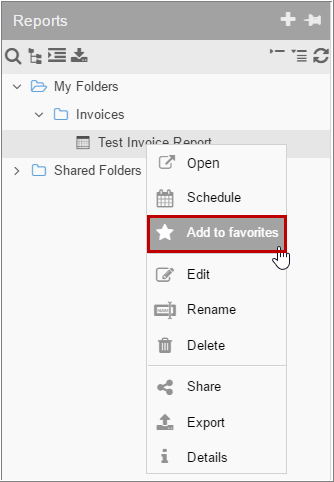 Reports
My Folders
Invoices
Test Invoice Report
Shared Folders
Open
Schedule
Add to favorites
Edit
Rename
Delete
Share
Export
Details